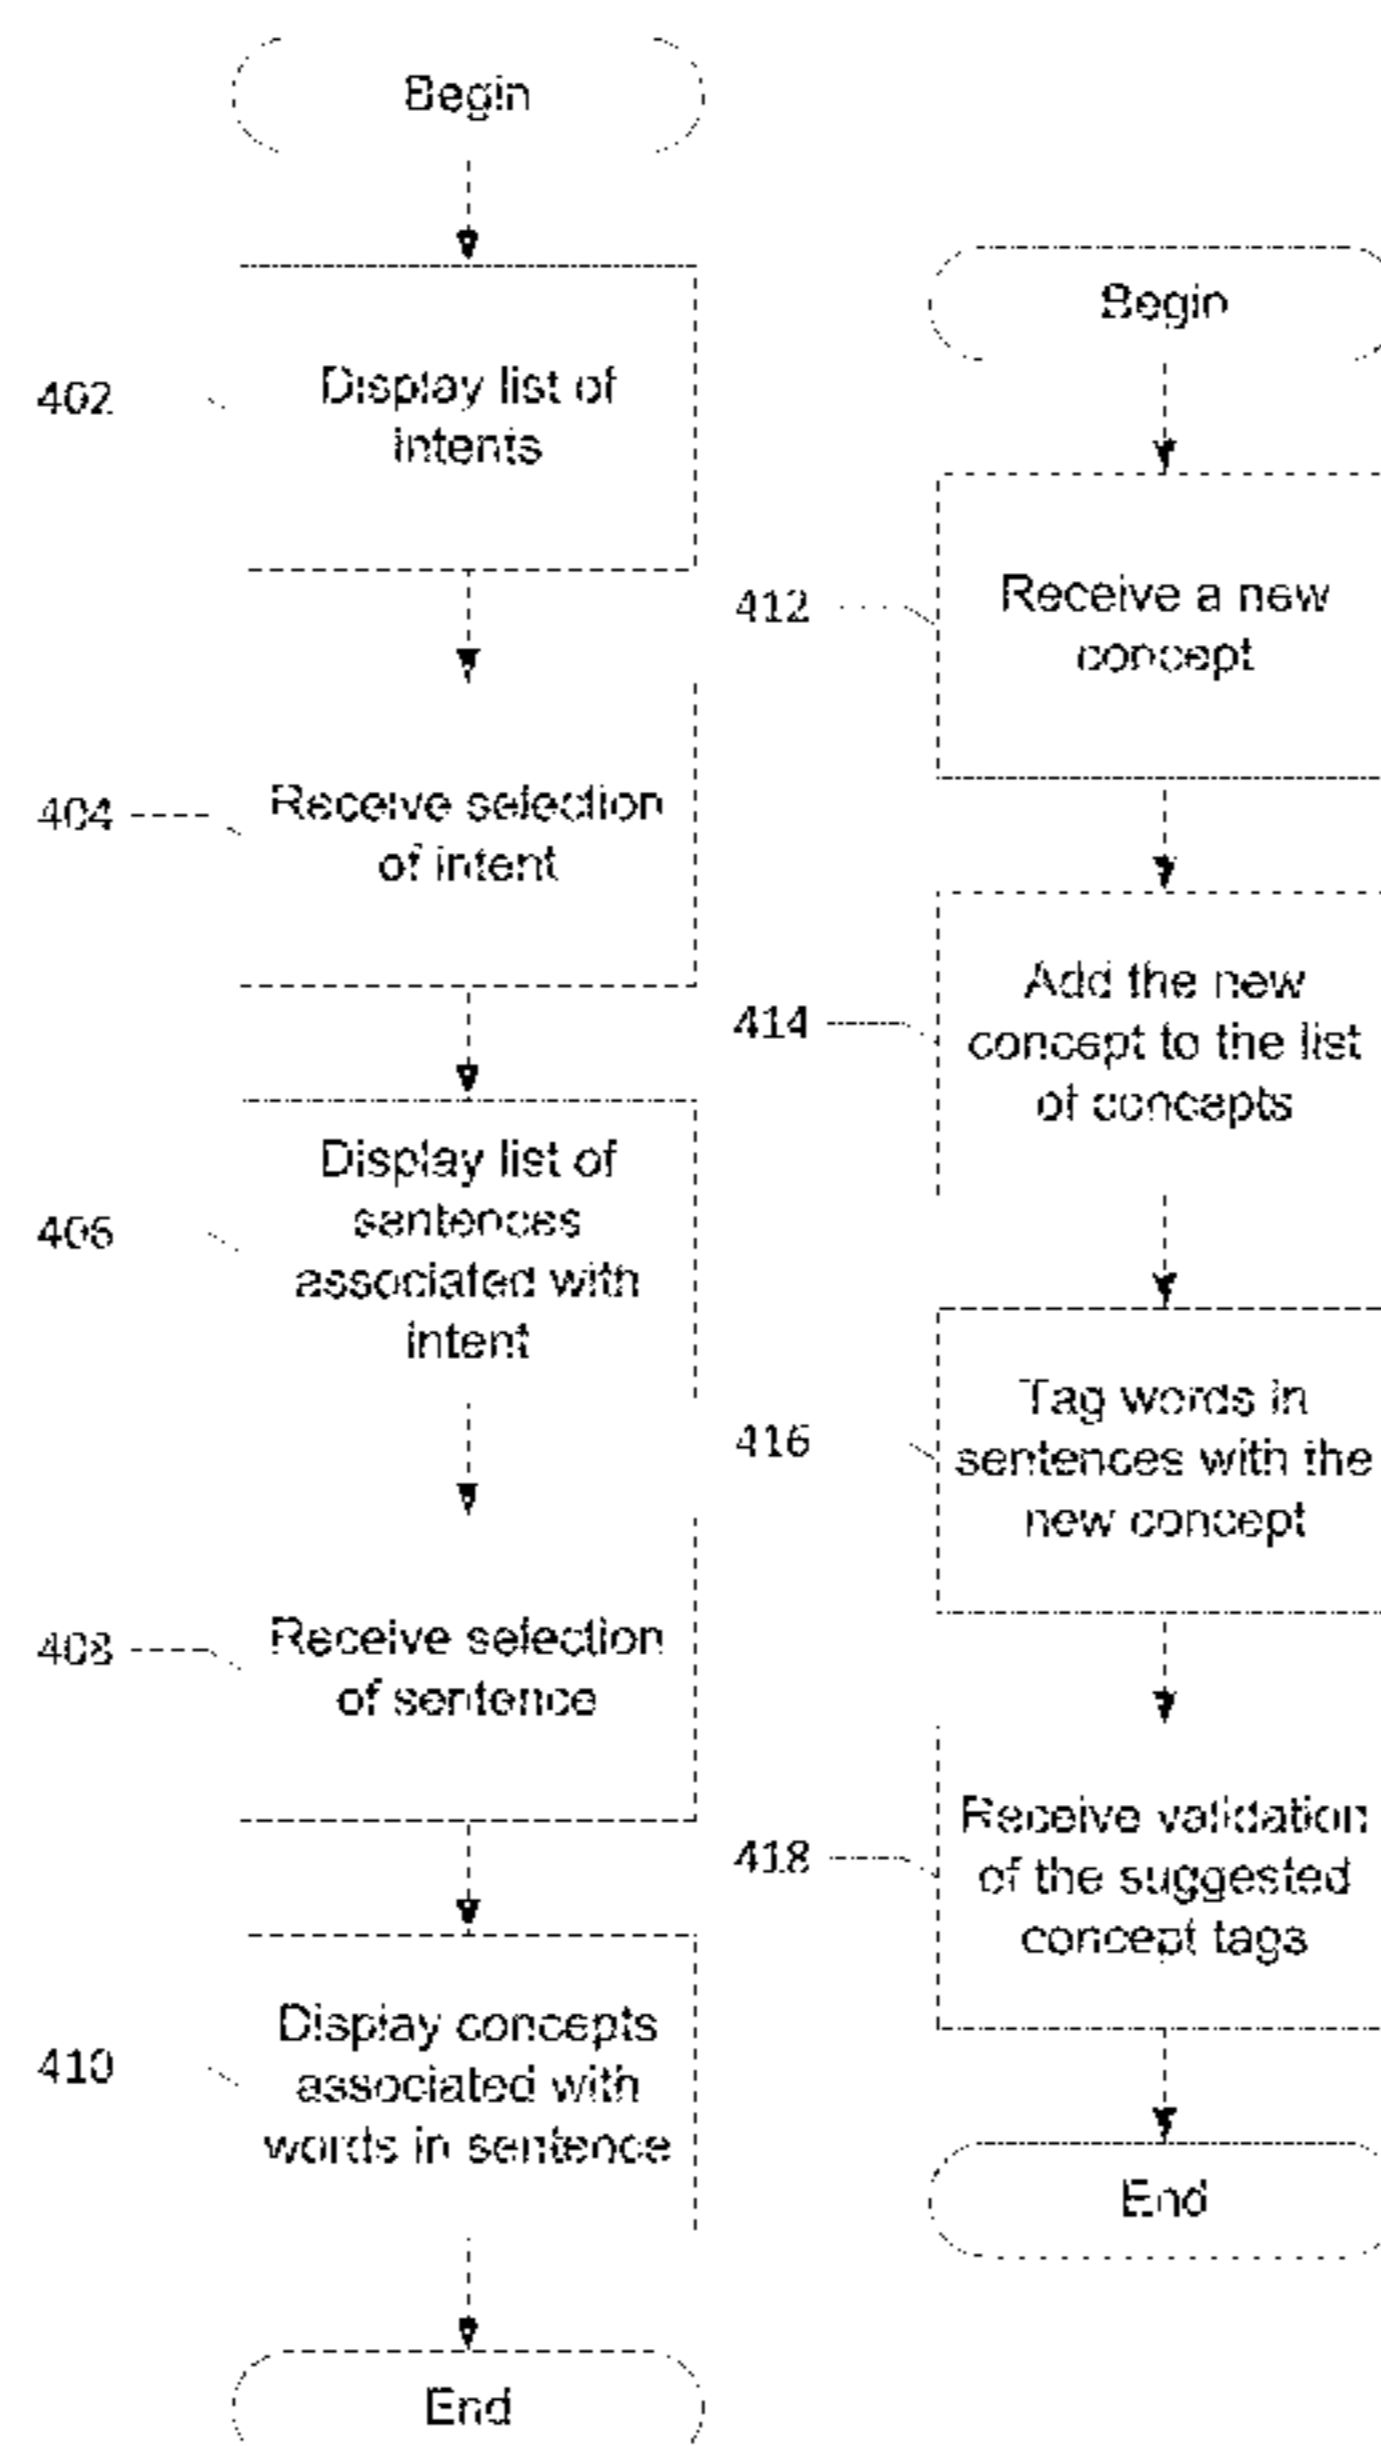 Begin
402
Display list of
intents
404
Receive selection
of intent
406
Display list of
sentences
associated with
intent
408
Receive selection
of sentence
410
Display concepts
associated with
words in sentence
End
Begin
412
Receive a new
concept
414
Add the new
concept to the list
of concepts
416
Tag words in
sentences with the
new concept
418
Receive validation
of the suggested
concept tags
End